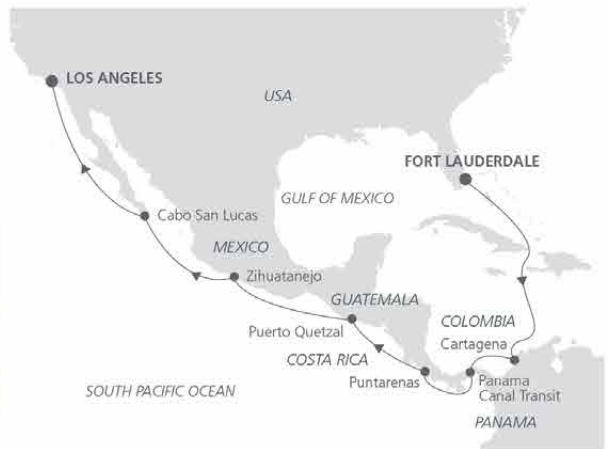 LOS ANGELES
USA
FORT LAUDERDALE
GULF OF MEXICO
Cabo San Lucas
MEXICO
Zihuatanejo
GUATEMALA
Puerto Quetzal
COLOMBIA
Cartagena
COSTA RICA
Puntarenas
Panama
Canal Transit
SOUTH PACIFIC OCEAN
PANAMA